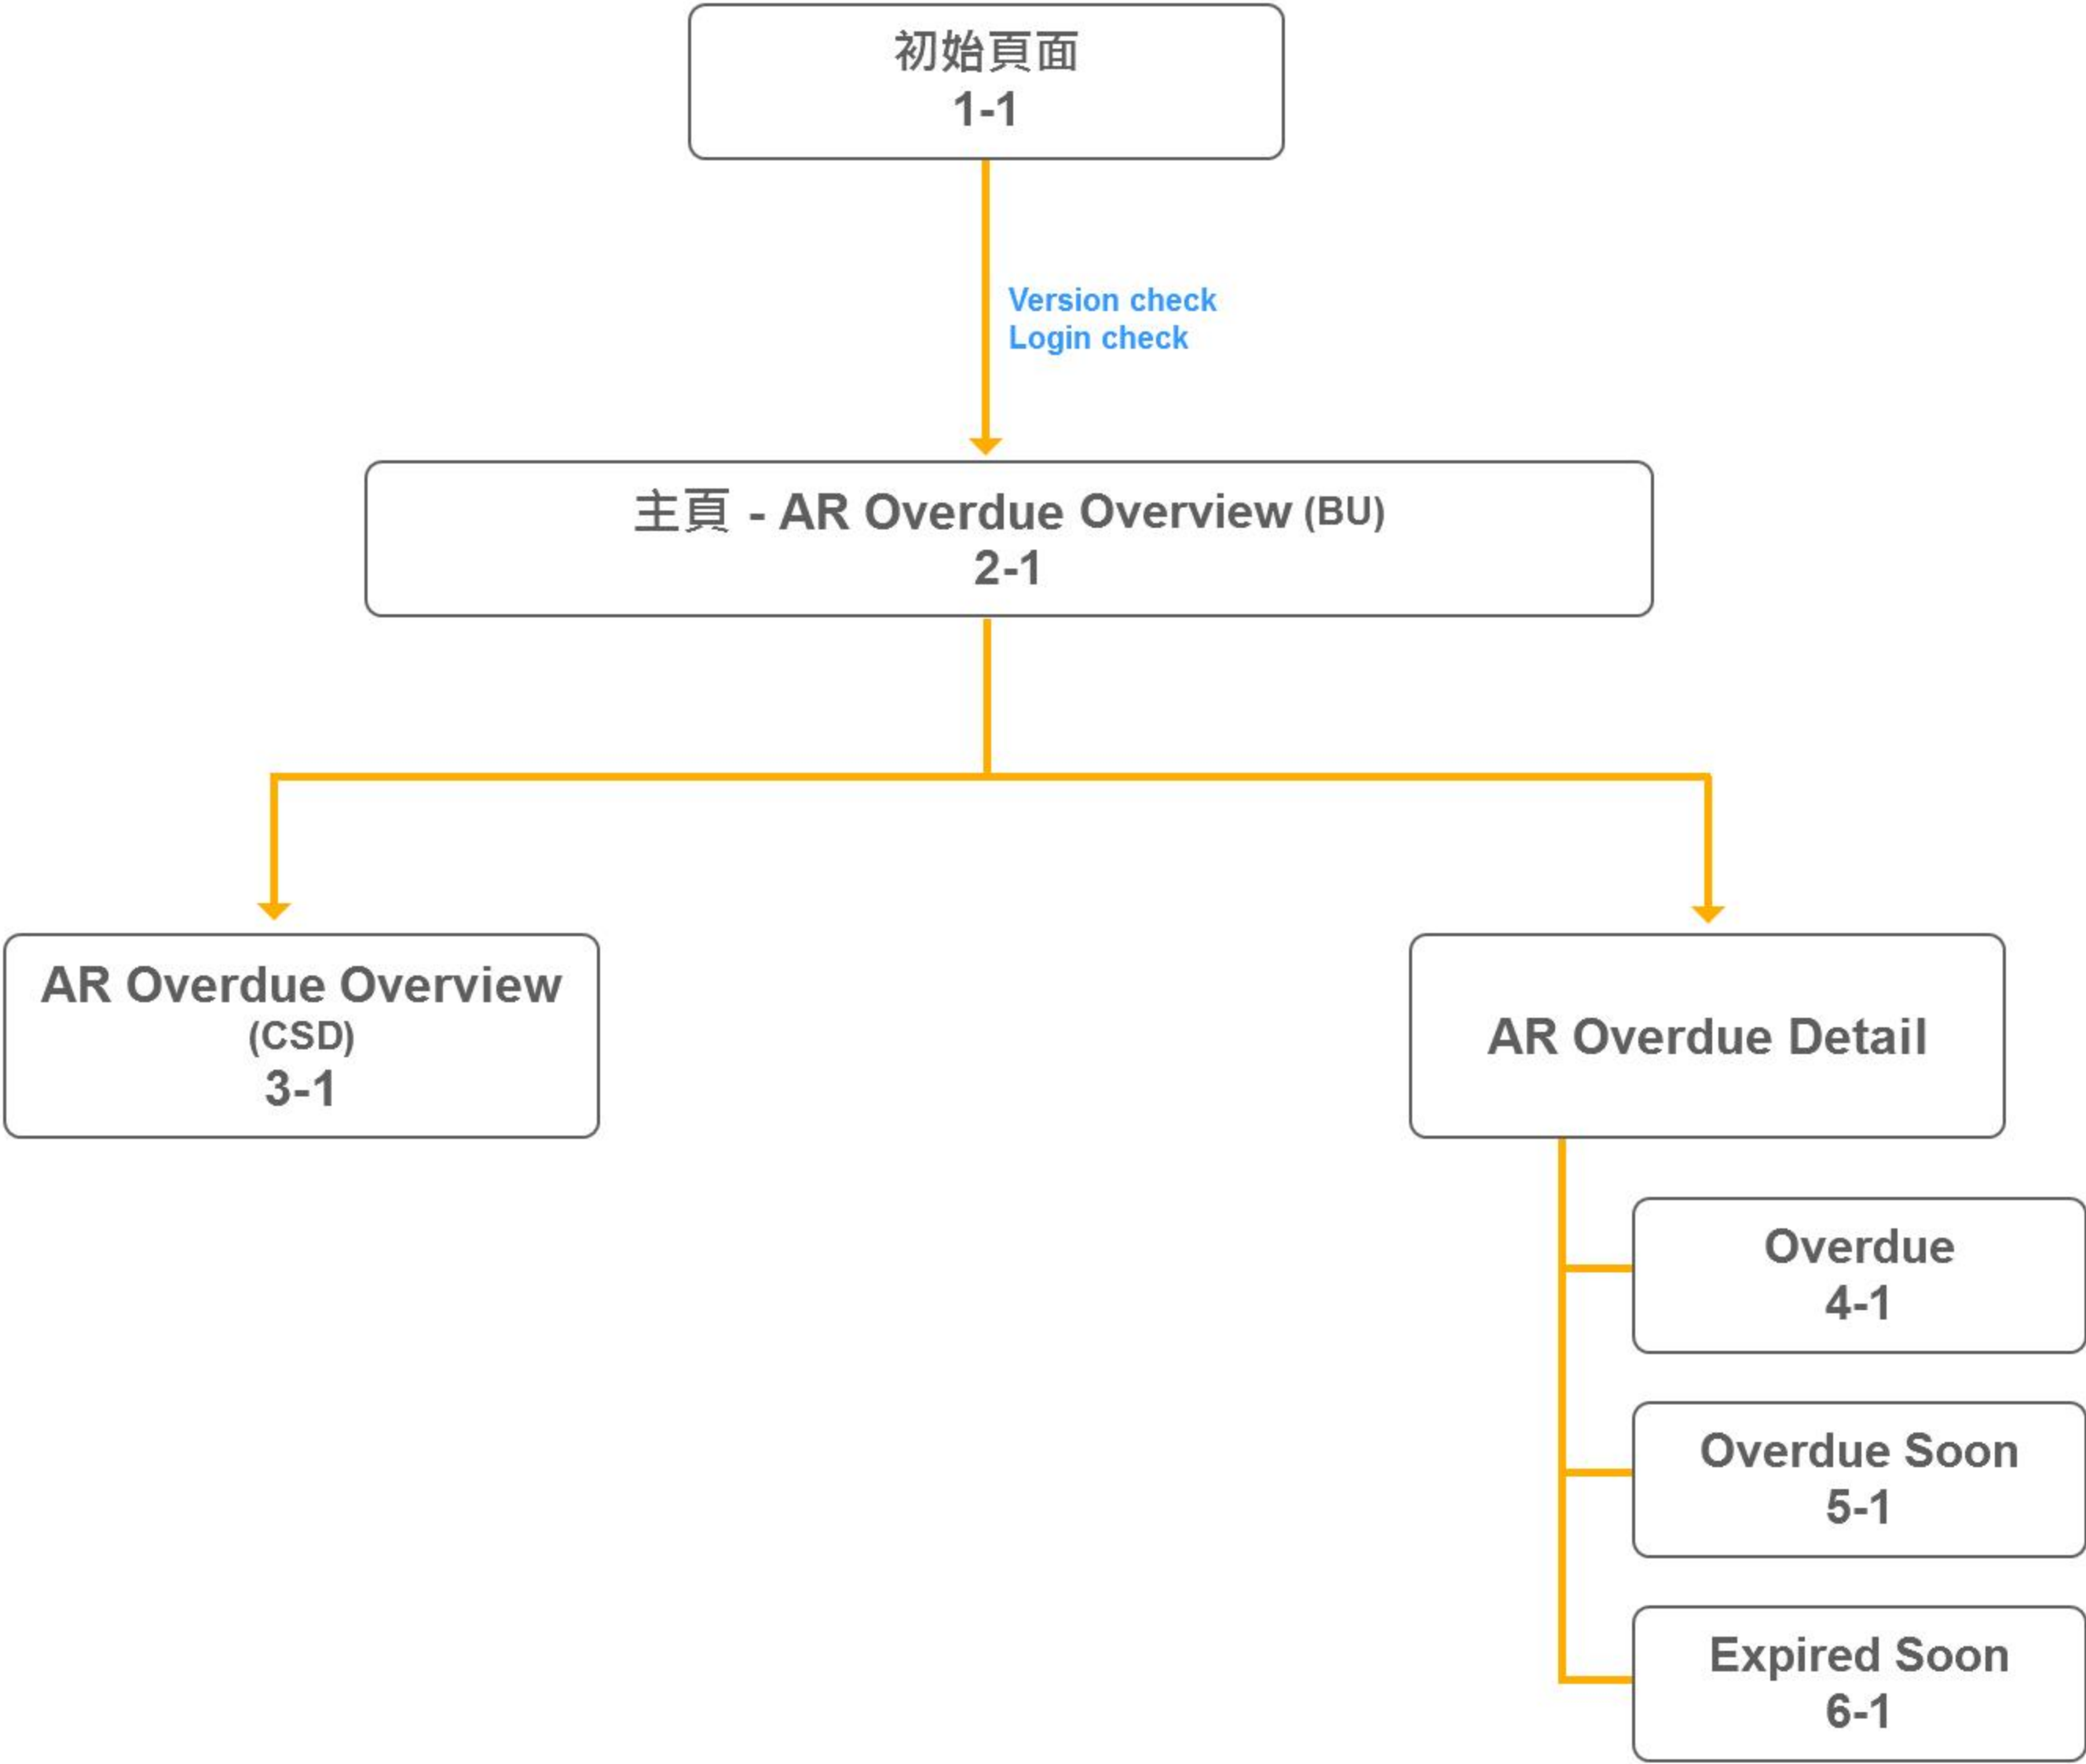 初始頁面
1-1
Version check
Login check
主頁 - AR Overdue Overview (BU)
2-1
AR Overdue Overview
(CSD)
3-1
AR Overdue Detail
Overdue
4-1
Overdue Soon
5-1
Expired Soon
6-1